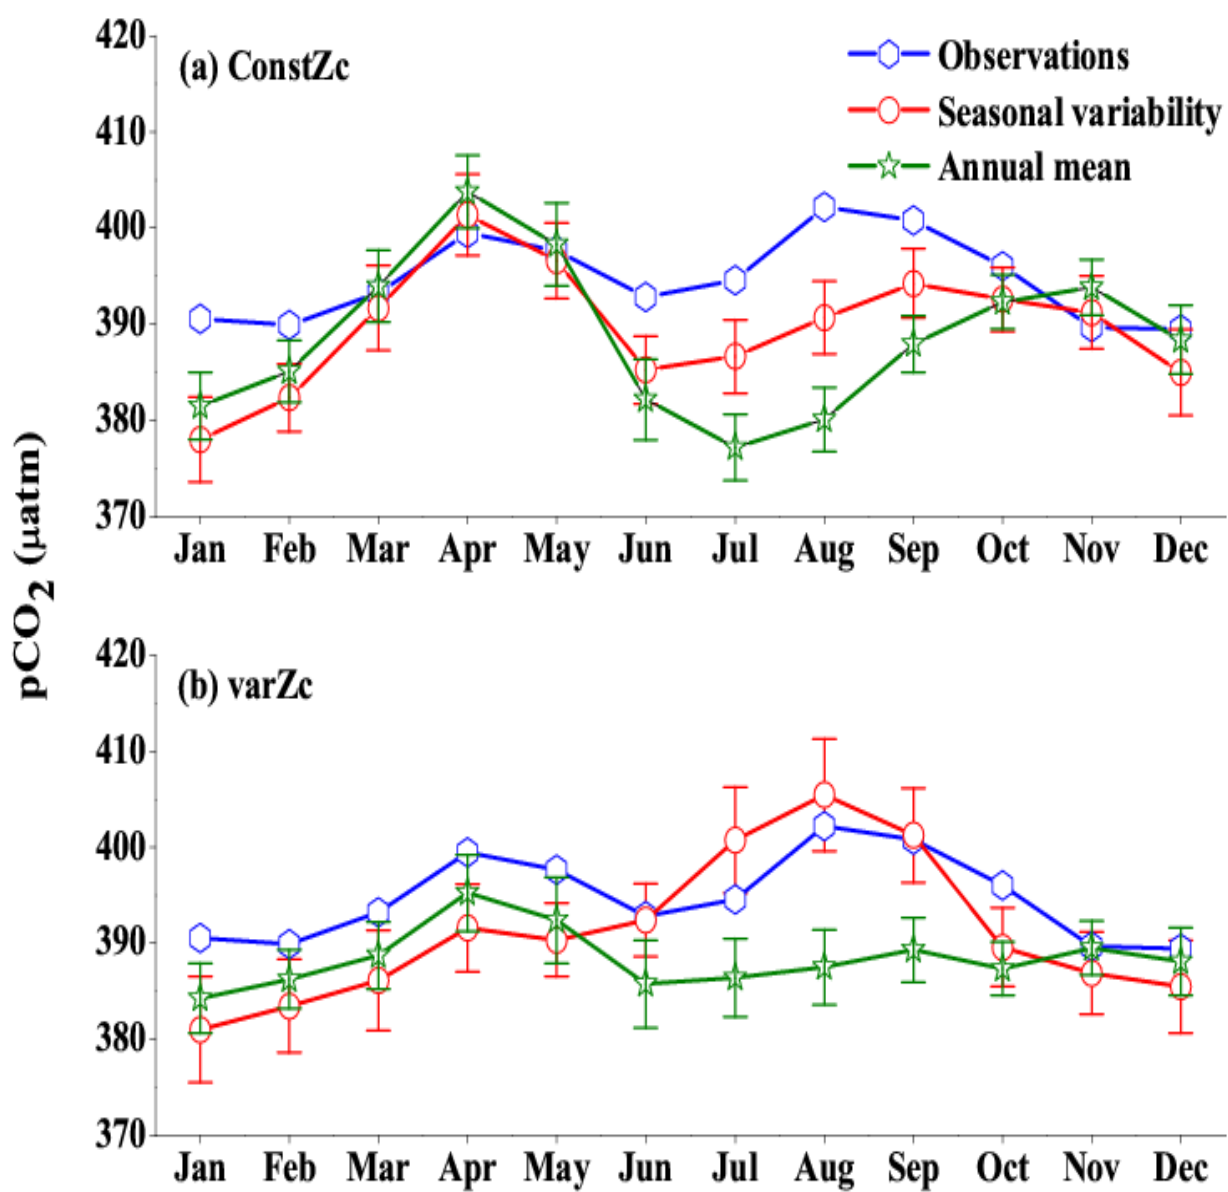 pCO2 (µatm)
(a) ConstZc
Observations
Seasonal variability
Annual mean
420
410
400
390
380
370
Jan Feb Mar Apr May Jun Jul Aug Sep Oct Nov Dec
(b) varZc
420
410
400
390
380
370
Jan Feb Mar Apr May Jun Jul Aug Sep Oct Nov Dec